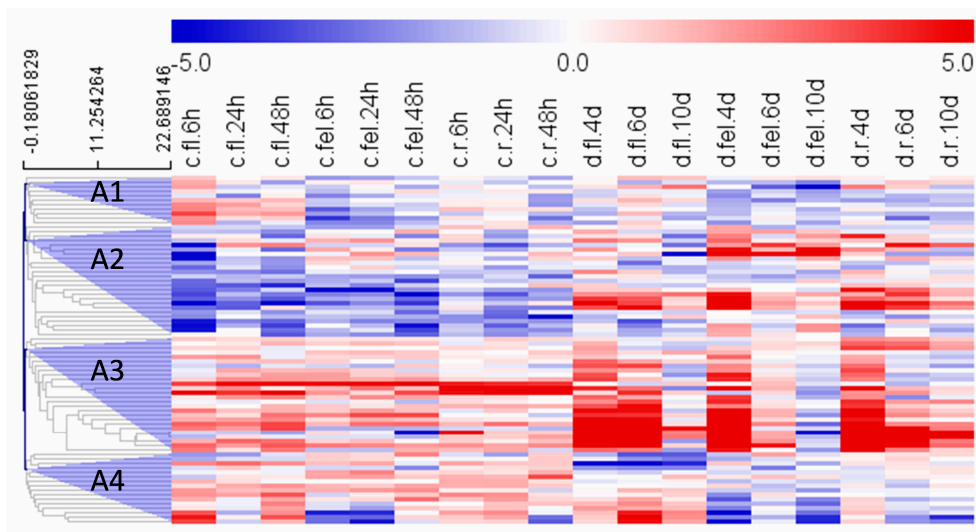 -5.0 0.0 5.0
-0.18061829
11.254264
22.689146
c.fl.6h
c.fl.24h
c.fl.48h
c.fel.6h
c.fel.24h
c.fel.48h
c.r.6h
c.r.24h
c.r.48h
d.fl.4d
d.fl.6d
d.fl.10d
d.fel.4d
d.fel.6d
d.fel.10d
d.r.4d
d.r.6d
d.r.10d
A1
A2
A3
A4